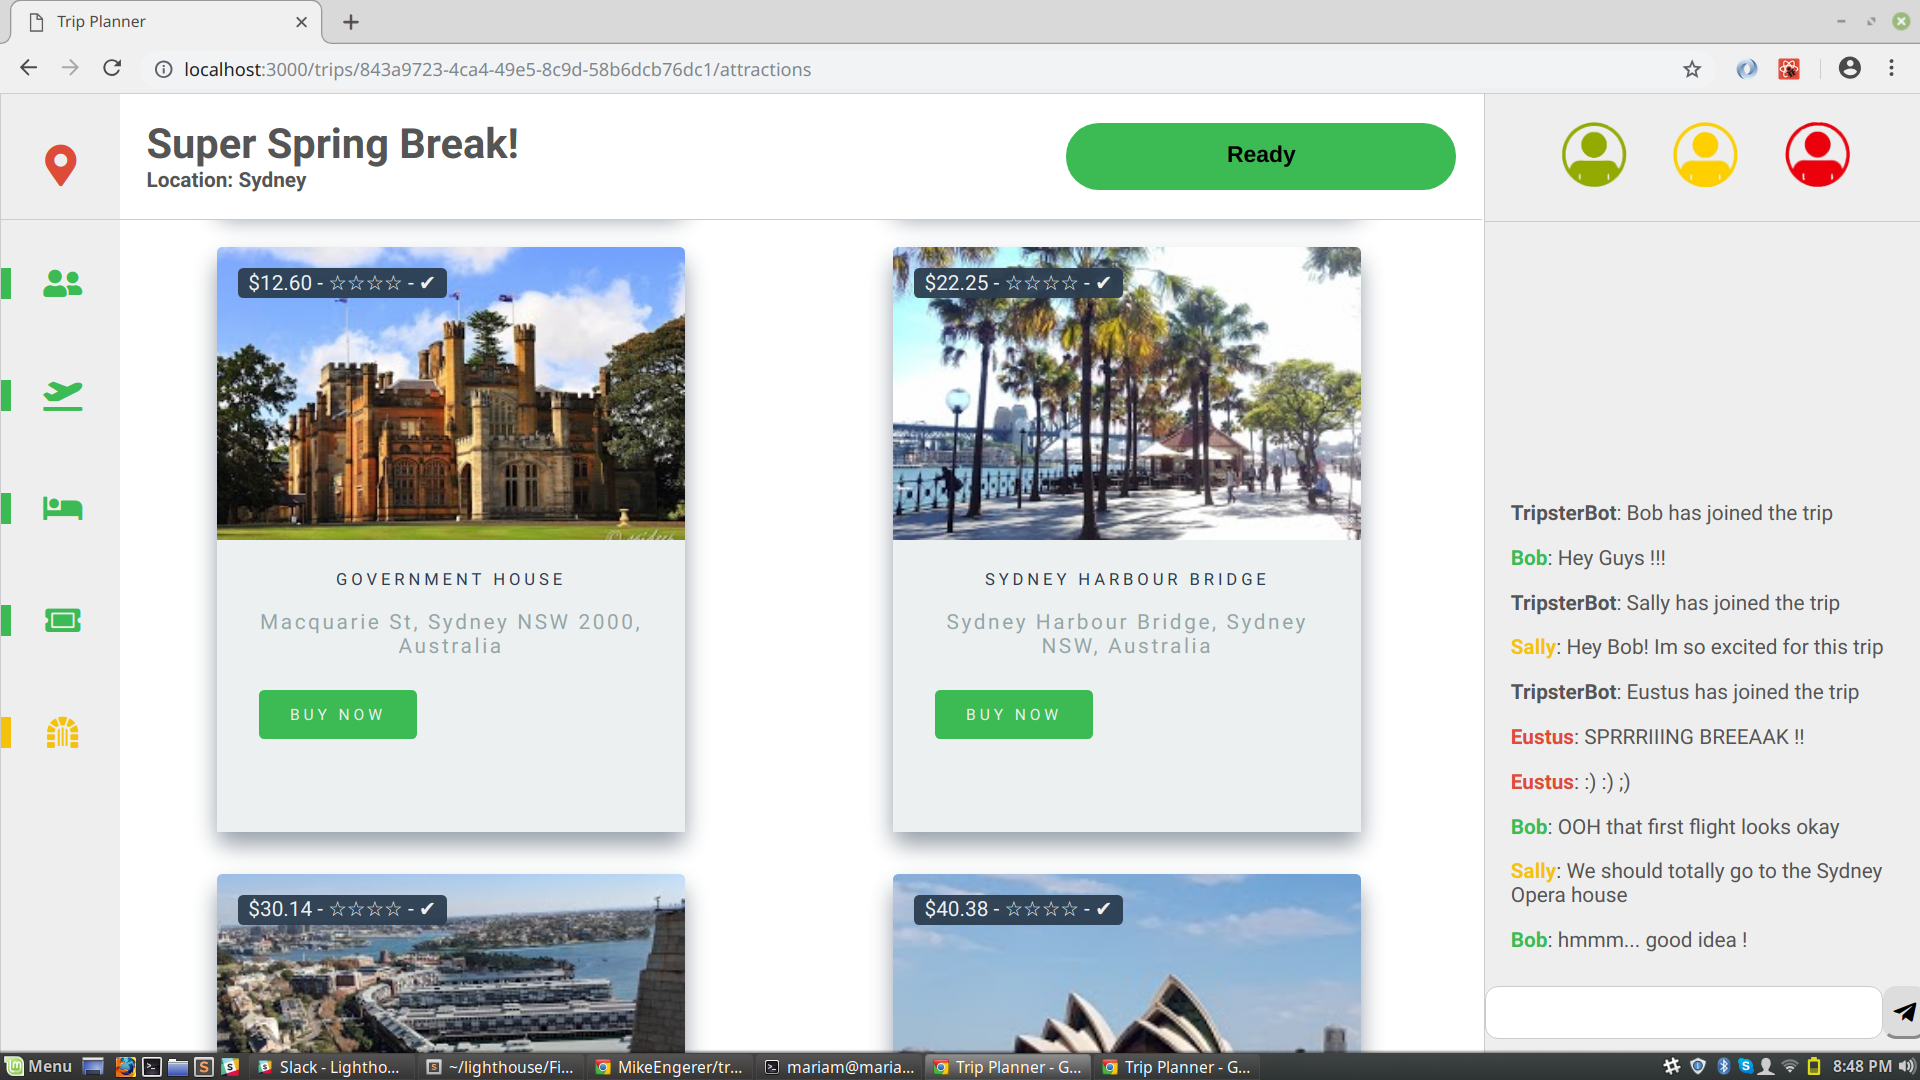 Trip Planner
localhost:3000/trips/843a9723-4ca4-49e5-8c9d-58b6dcb76dc1/attractions
Super Spring Break!
Location: Sydney
Ready
$12.60 - ☆☆☆☆ - ✔
GOVERNMENT HOUSE
Macquarie St, Sydney NSW 2000,
Australia
BUY NOW
$22.25 - ☆☆☆☆ - ✔
SYDNEY HARBOUR BRIDGE
Sydney Harbour Bridge, Sydney
NSW, Australia
BUY NOW
$30.14 - ☆☆☆☆ - ✔
$40.38 - ☆☆☆☆ - ✔
TripsterBot: Bob has joined the trip
Bob: Hey Guys !!!
TripsterBot: Sally has joined the trip
Sally: Hey Bob! Im so excited for this trip
TripsterBot: Eustus has joined the trip
Eustus: SPRRRIIING BREEAAK !!
Eustus: :) :) ;)
Bob: OOH that first flight looks okay
Sally: We should totally go to the Sydney
Opera house
Bob: hmmm... good idea !
Menu
Slack - Lightho...
~/lighthouse/Fi...
MikeEngerer/tr...
mariam@maria...
Trip Planner - G...
Trip Planner - G...
8:48 PM